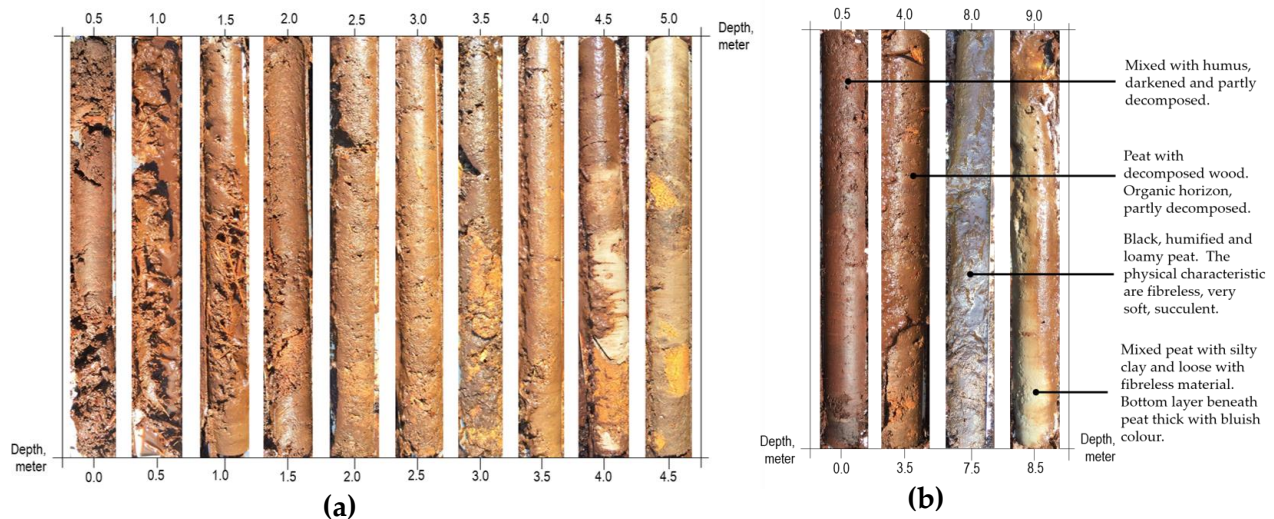 0.5 1.0 1.5 2.0 2.5 3.0 3.5 4.0 4.5 5.0
Depth,
meter
Depth,
meter
0.0 0.5 1.0 1.5 2.0 2.5 3.0 3.5 4.0 4.5
(a)
0.5 4.0 8.0 9.0
Mixed with humus,
darkened and partly
decomposed.
Peat with
decomposed wood.
Organic horizon,
partly decomposed.
Black, humified and
loamy peat. The
physical characteristic
are fibreless, very
soft, succulent.
Mixed peat with silty
clay and loose with
fibreless material.
Bottom layer beneath
peat thick with bluish
colour.
Depth,
meter
Depth,
meter
0.0 3.5 7.5 8.5
(b)